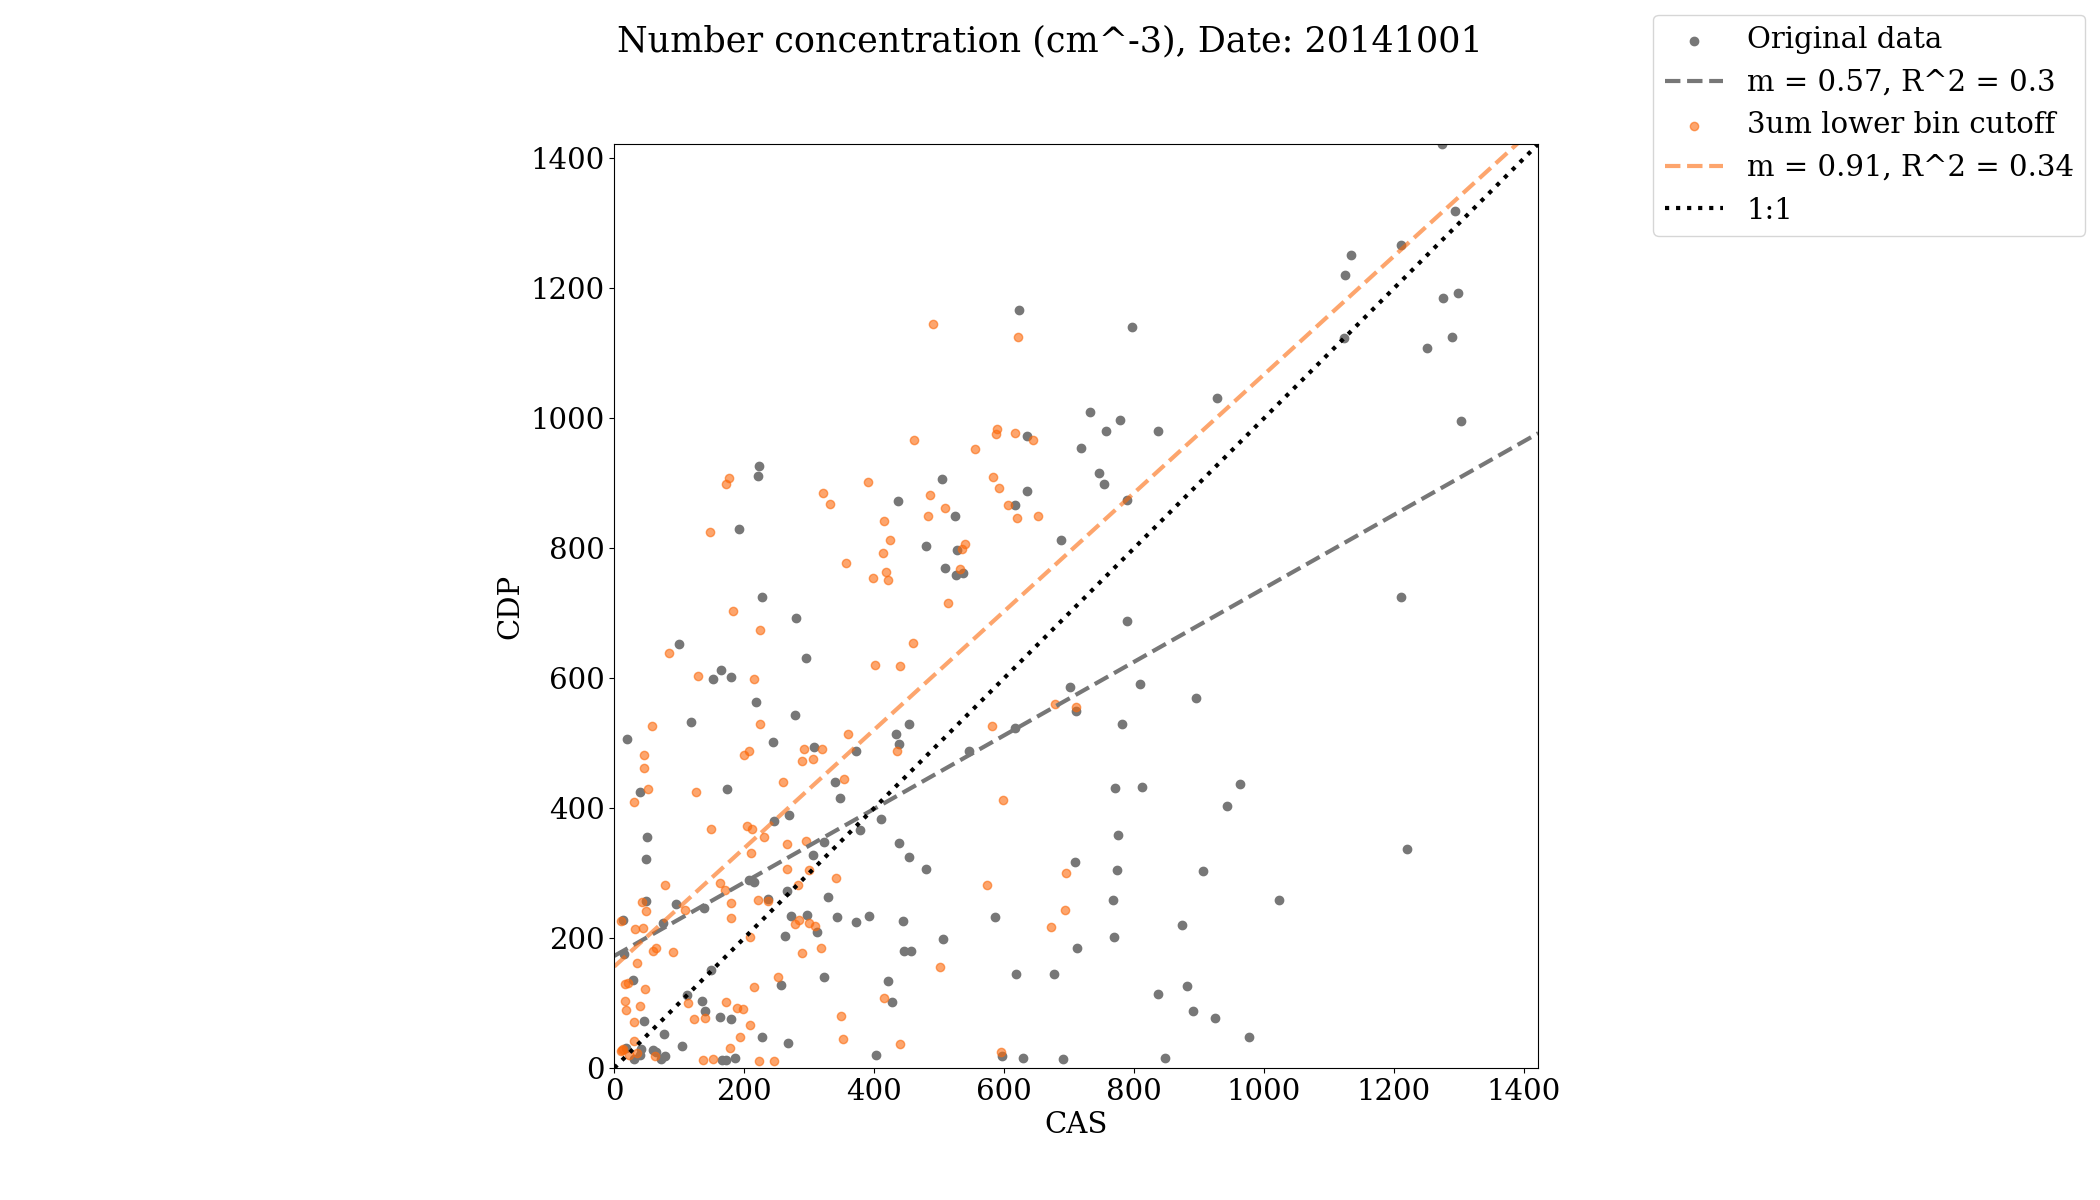 Number concentration (cm^-3), Date: 20141001
Original data
m = 0.57, R^2 = 0.3
3um lower bin cutoff
m = 0.91, R^2 = 0.34
1:1
1400
1200
1000
800
600
400
200
0
CDP
0 200 400 600 800 1000 1200 1400
CAS